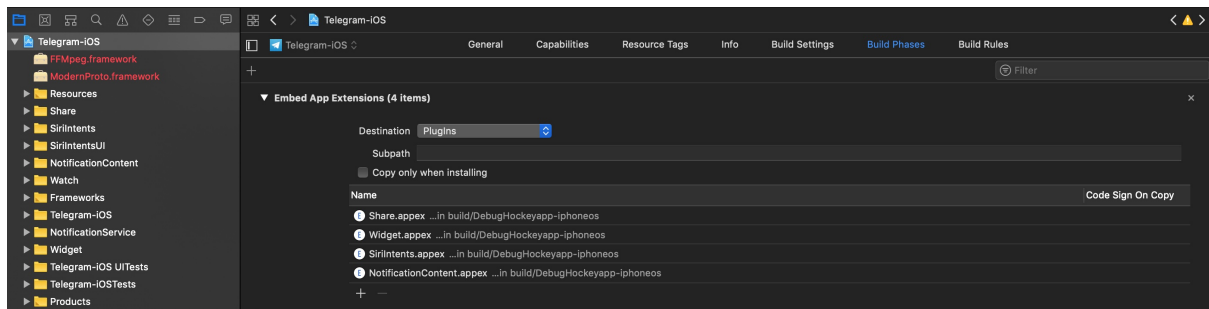 Telegram-iOS
Telegram-iOS
FFMpeg.framework
ModernProto.framework
Resources
Share
SiriIntents
SiriIntentsUI
NotificationContent
Watch
Frameworks
Telegram-iOS
NotificationService
Widget
Telegram-iOS UITests
Telegram-iOSTests
Products
Telegram-iOS
General
Capabilities
Resource Tags
Info
Build Settings
Build Phases
Build Rules
Filter
Embed App Extensions (4 items)
Destination PlugIns
Subpath
Copy only when installing
Name Code Sign On Copy
Share.appex ...in build/DebugHockeyapp-iphoneos
Widget.appex ...in build/DebugHockeyapp-iphoneos
SiriIntents.appex ...in build/DebugHockeyapp-iphoneos
NotificationContent.appex ...in build/DebugHockeyapp-iphoneos